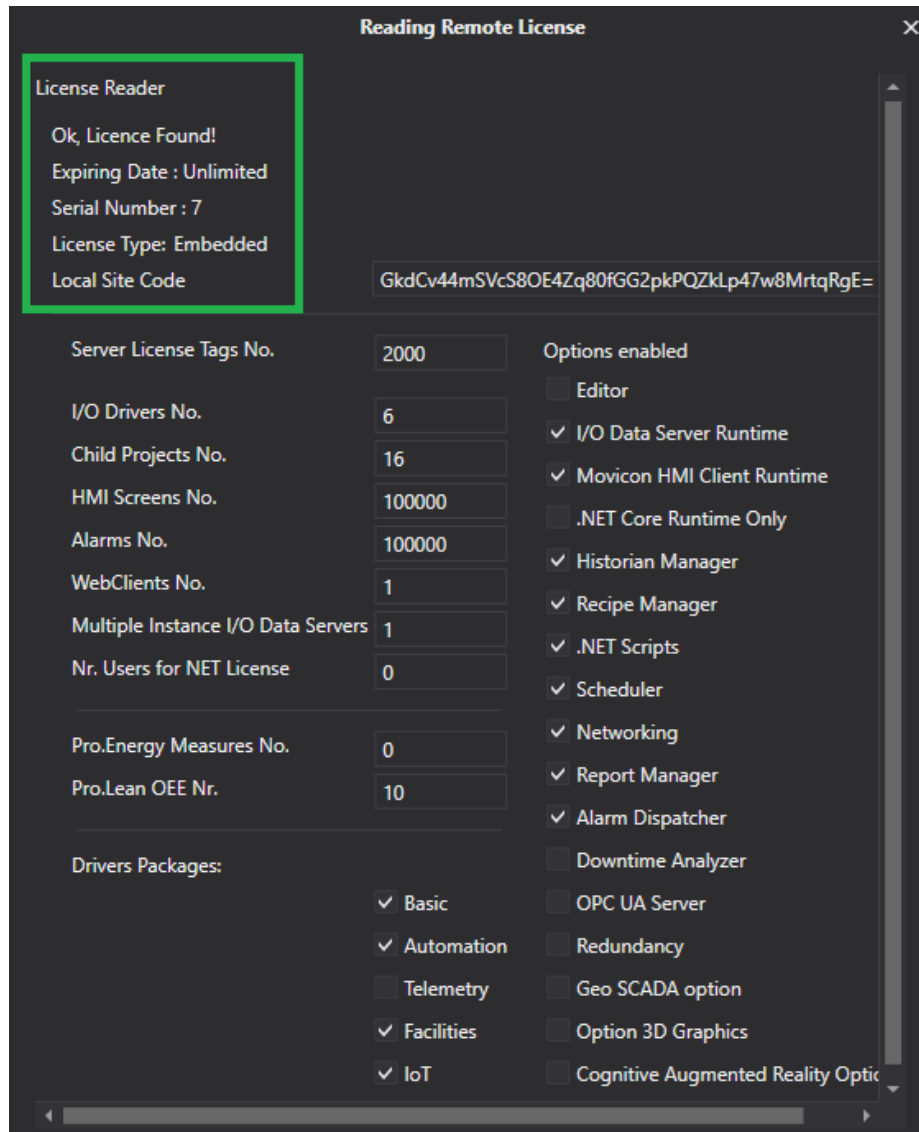 Reading Remote License
License Reader
Ok, Licence Found!
Expiring Date : Unlimited
Serial Number : 7
License Type: Embedded
Local Site Code GkdCv44mSVcS8OE4Zq80fGG2pkPQZkLp47w8MrtqRgE=
Server License Tags No. 2000
I/O Drivers No. 6
Child Projects No. 16
HMI Screens No. 100000
Alarms No. 100000
WebClients No. 1
Multiple Instance I/O Data Servers 1
Nr. Users for NET License 0
Pro.Energy Measures No. 0
Pro.Lean OEE Nr. 10
Drivers Packages:
Basic
Automation
Telemetry
Facilities
IoT
Options enabled
Editor
I/O Data Server Runtime
Movicon HMI Client Runtime
.NET Core Runtime Only
Historian Manager
Recipe Manager
.NET Scripts
Scheduler
Networking
Report Manager
Alarm Dispatcher
Downtime Analyzer
OPC UA Server
Redundancy
Geo SCADA option
Option 3D Graphics
Cognitive Augmented Reality Optic